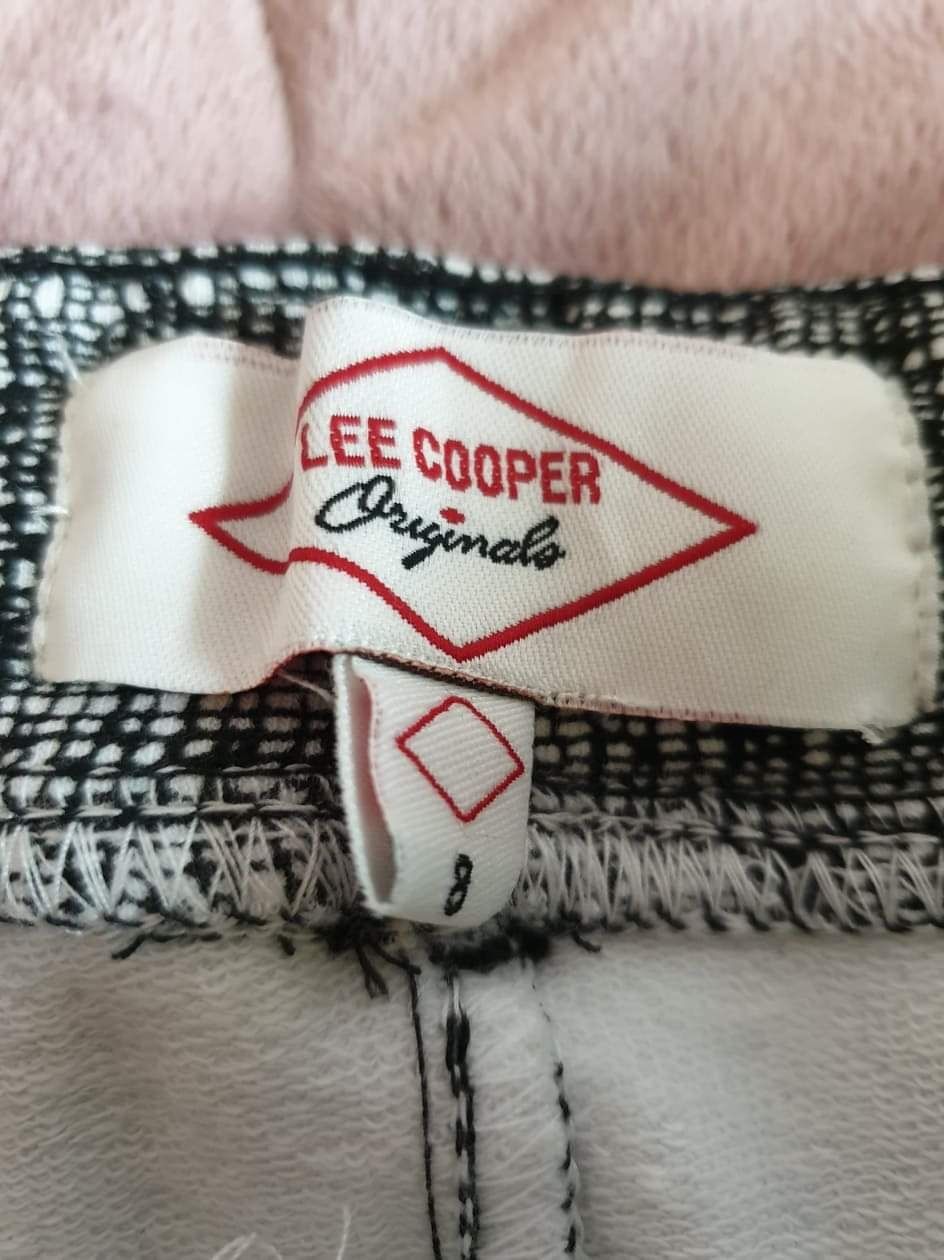 LEE COOPER
Originals
8